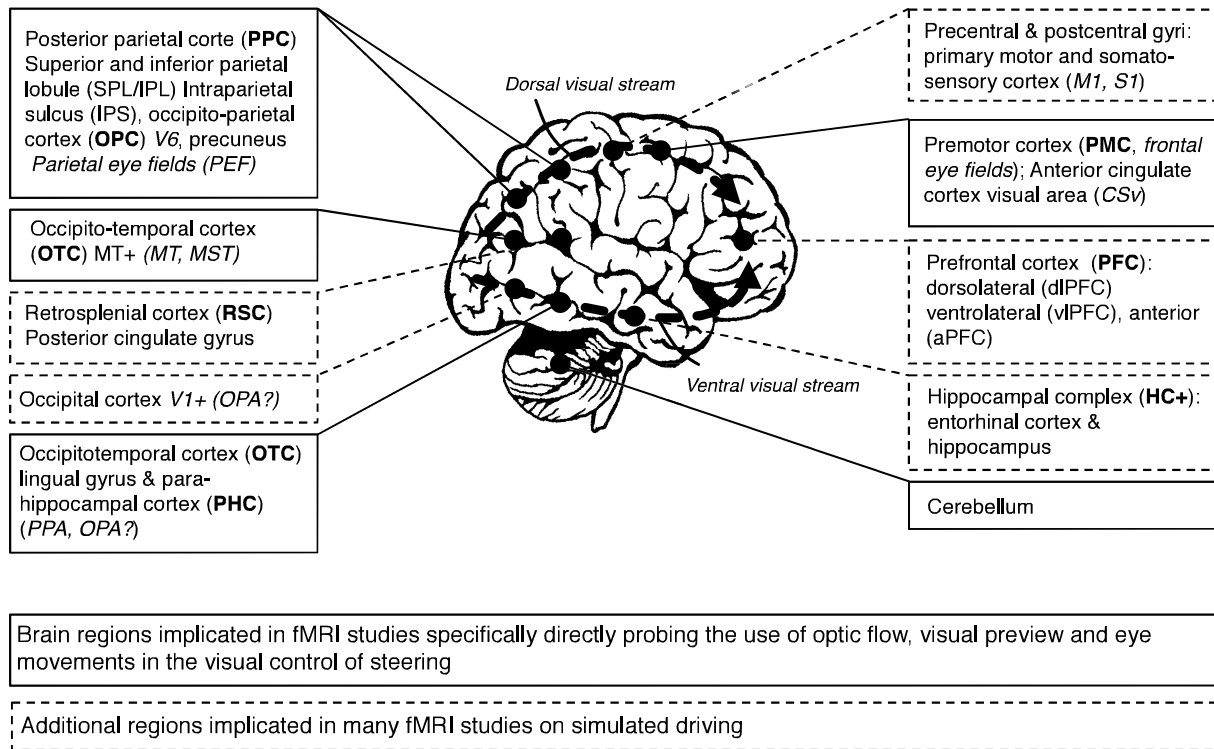 Posterior parietal corte (PPC)
Superior and inferior parietal
lobule (SPL/IPL) Intraparietal
sulcus (IPS), occipito-parietal
cortex (OPC) V6, precuneus
Parietal eye fields (PEF)
Occipito-temporal cortex
(OTC) MT+ (MT, MST)
Retrosplenial cortex (RSC)
Posterior cingulate gyrus
Occipital cortex V1+ (OPA?)
Occipitotemporal cortex (OTC)
lingual gyrus & para-
hippocampal cortex (PHC)
(PPA, OPA?)
Dorsal visual stream
Ventral visual stream
Precentral & postcentral gyri:
primary motor and somato-
sensory cortex (M1, S1)
Premotor cortex (PMC, frontal
eye fields); Anterior cingulate
cortex visual area (CSv)
Prefrontal cortex (PFC):
dorsolateral (dlPFC)
ventrolateral (vlPFC), anterior
(aPFC)
Hippocampal complex (HC+):
entorhinal cortex &
hippocampus
Cerebellum
Brain regions implicated in fMRI studies specifically directly probing the use of optic flow, visual preview and eye
movements in the visual control of steering
Additional regions implicated in many fMRI studies on simulated driving